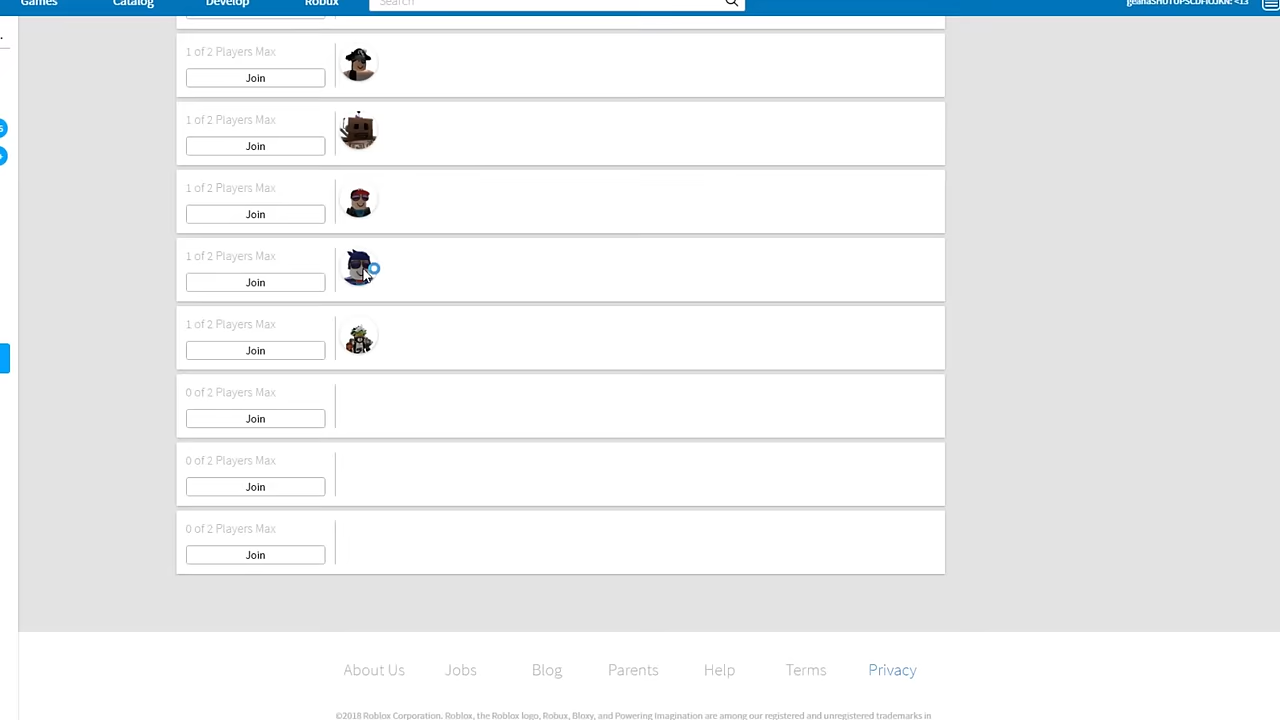 Games Catalog Develop Robux Search
1 of 2 Players Max
Join
1 of 2 Players Max
Join
1 of 2 Players Max
Join
1 of 2 Players Max
Join
1 of 2 Players Max
Join
0 of 2 Players Max
Join
0 of 2 Players Max
Join
0 of 2 Players Max
Join
About Us Jobs Blog Parents Help Terms Privacy
©2018 Roblox Corporation. Roblox, the Roblox logo, Robux, Bloxy, and Powering Imagination are among our registered and unregistered trademarks in